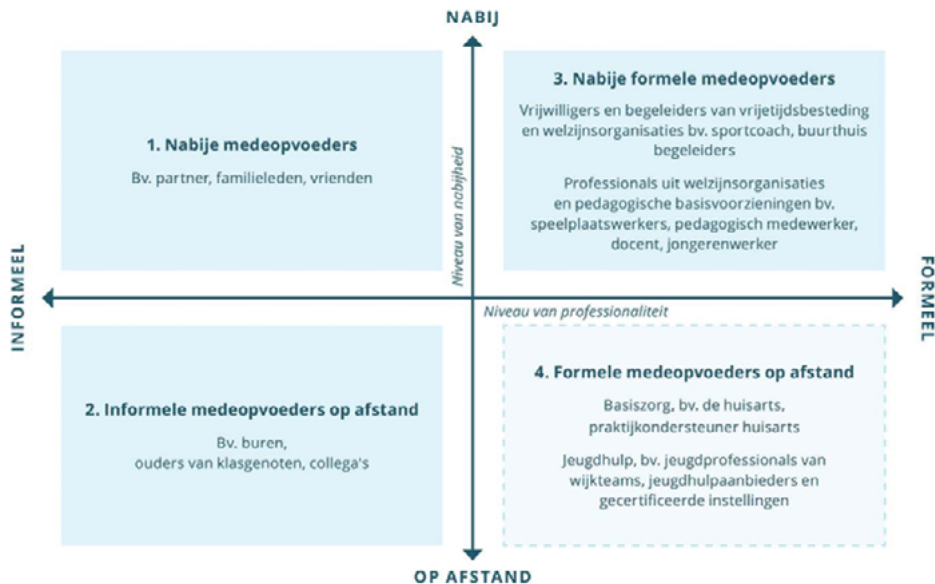 NABIJ
1. Nabije medeopvoeders
Bv. partner, familieleden, vrienden
Niveau van nabijheid
3. Nabije formele medeopvoeders
Vrijwilligers en begeleiders van vrijetijdsbesteding
en welzijnsorganisaties bv. sportcoach, buurthuis
begeleiders
Professionals uit welzijnsorganisaties
en pedagogische basisvoorzieningen bv.
speelplaatswerkers, pedagogisch medewerker,
docent, jongerenwerker
INFORMEEL
FORMEEL
Niveau van professionaliteit
2. Informele medeopvoeders op afstand
Bv. buren,
ouders van klasgenoten, collega's
4. Formele medeopvoeders op afstand
Basiszorg, bv. de huisarts,
praktijkondersteuner huisarts
Jeugdhulp, bv. jeugdprofessionals van
wijkteams, jeugdhulpaanbieders en
gecertificeerde instellingen
OP AFSTAND